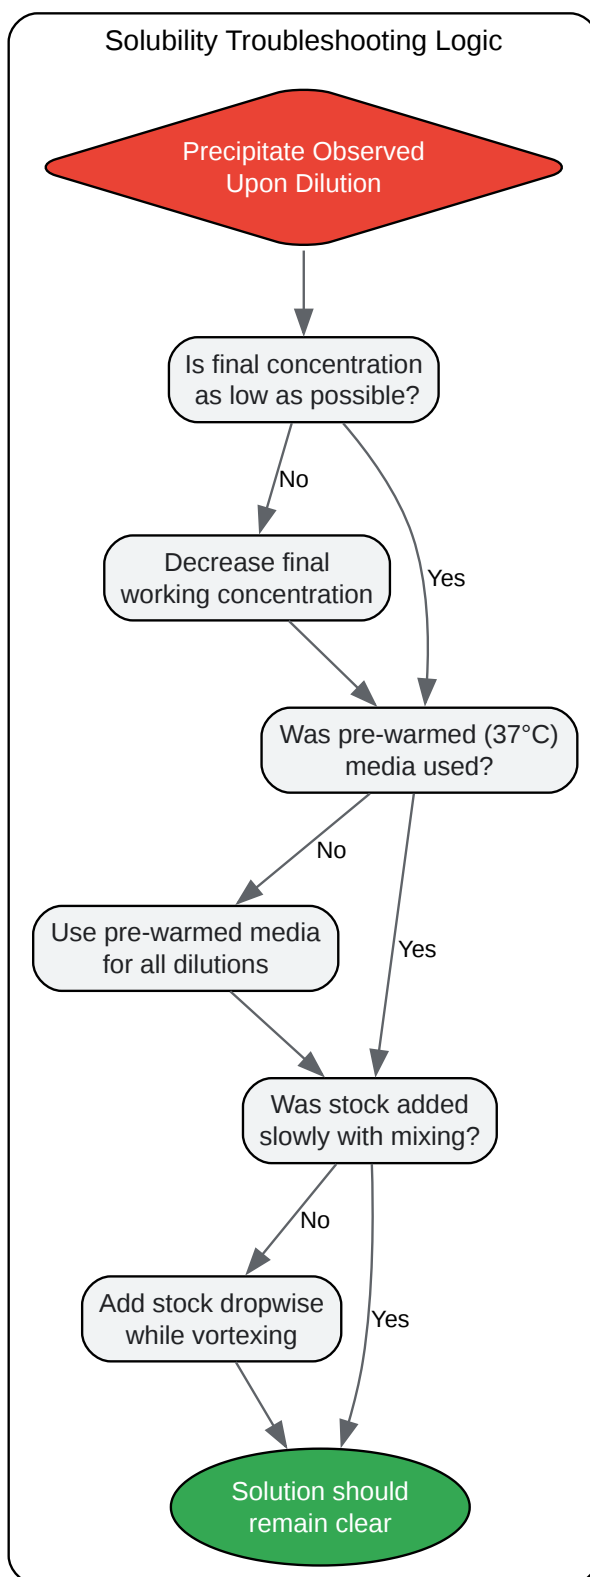 Solubility Troubleshooting Logic
Precipitate Observed
Upon Dilution
Is final concentration
as low as possible?
No
Yes
Decrease final
working concentration
Was pre-warmed (37°C)
media used?
No
Yes
Use pre-warmed media
for all dilutions
Was stock added
slowly with mixing?
No
Yes
Add stock dropwise
while vortexing
Solution should
remain clear